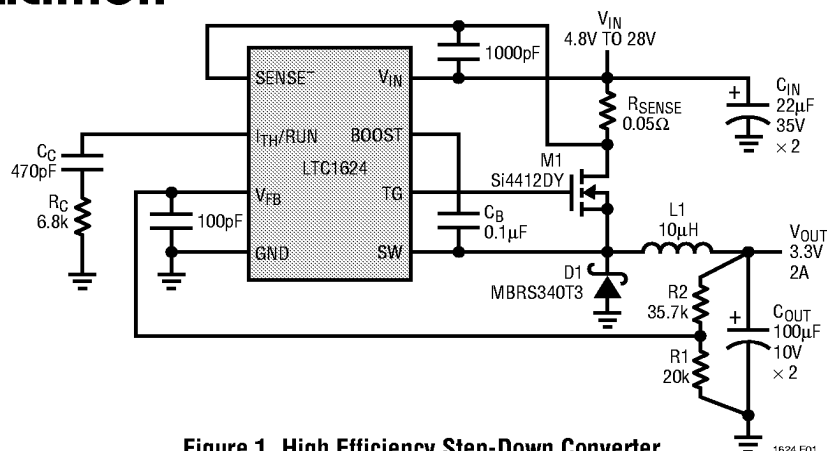 V_IN
4.8V TO 28V
1000pF
SENSE⁻
V_IN
R_SENSE
0.05Ω
+
C_IN
22µF
35V
× 2
I_TH/RUN
BOOST
LTC1624
C_C
470pF
M1
Si4412DY
V_FB
TG
R_C
6.8k
100pF
C_B
0.1µF
L1
10µH
V_OUT
3.3V
2A
GND
SW
D1
MBRS340T3
R2
35.7k
+
C_OUT
100µF
10V
× 2
R1
20k
Figure 1. High Efficiency Step-Down Converter
1624 F01